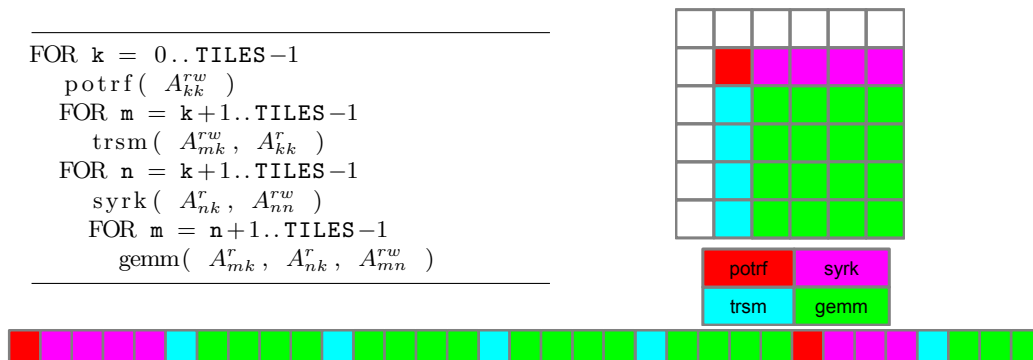 FOR k = 0..TILES−1
potrf( A_{kk}^{rw} )
FOR m = k+1..TILES−1
trsm( A_{mk}^{rw}, A_{kk}^{r} )
FOR n = k+1..TILES−1
syrk( A_{nk}^{r}, A_{nn}^{rw} )
FOR m = n+1..TILES−1
gemm( A_{mk}^{r}, A_{nk}^{r}, A_{mn}^{rw} )
potrf syrk
trsm gemm